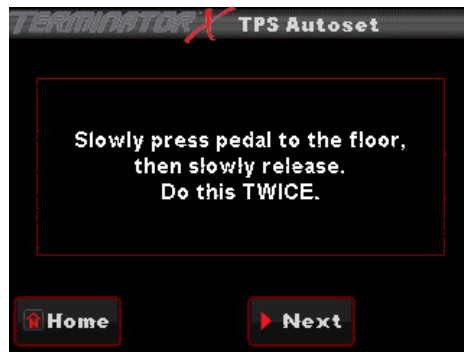 TERMINATOR X TPS Autoset
Slowly press pedal to the floor,
then slowly release.
Do this TWICE.
Home
Next